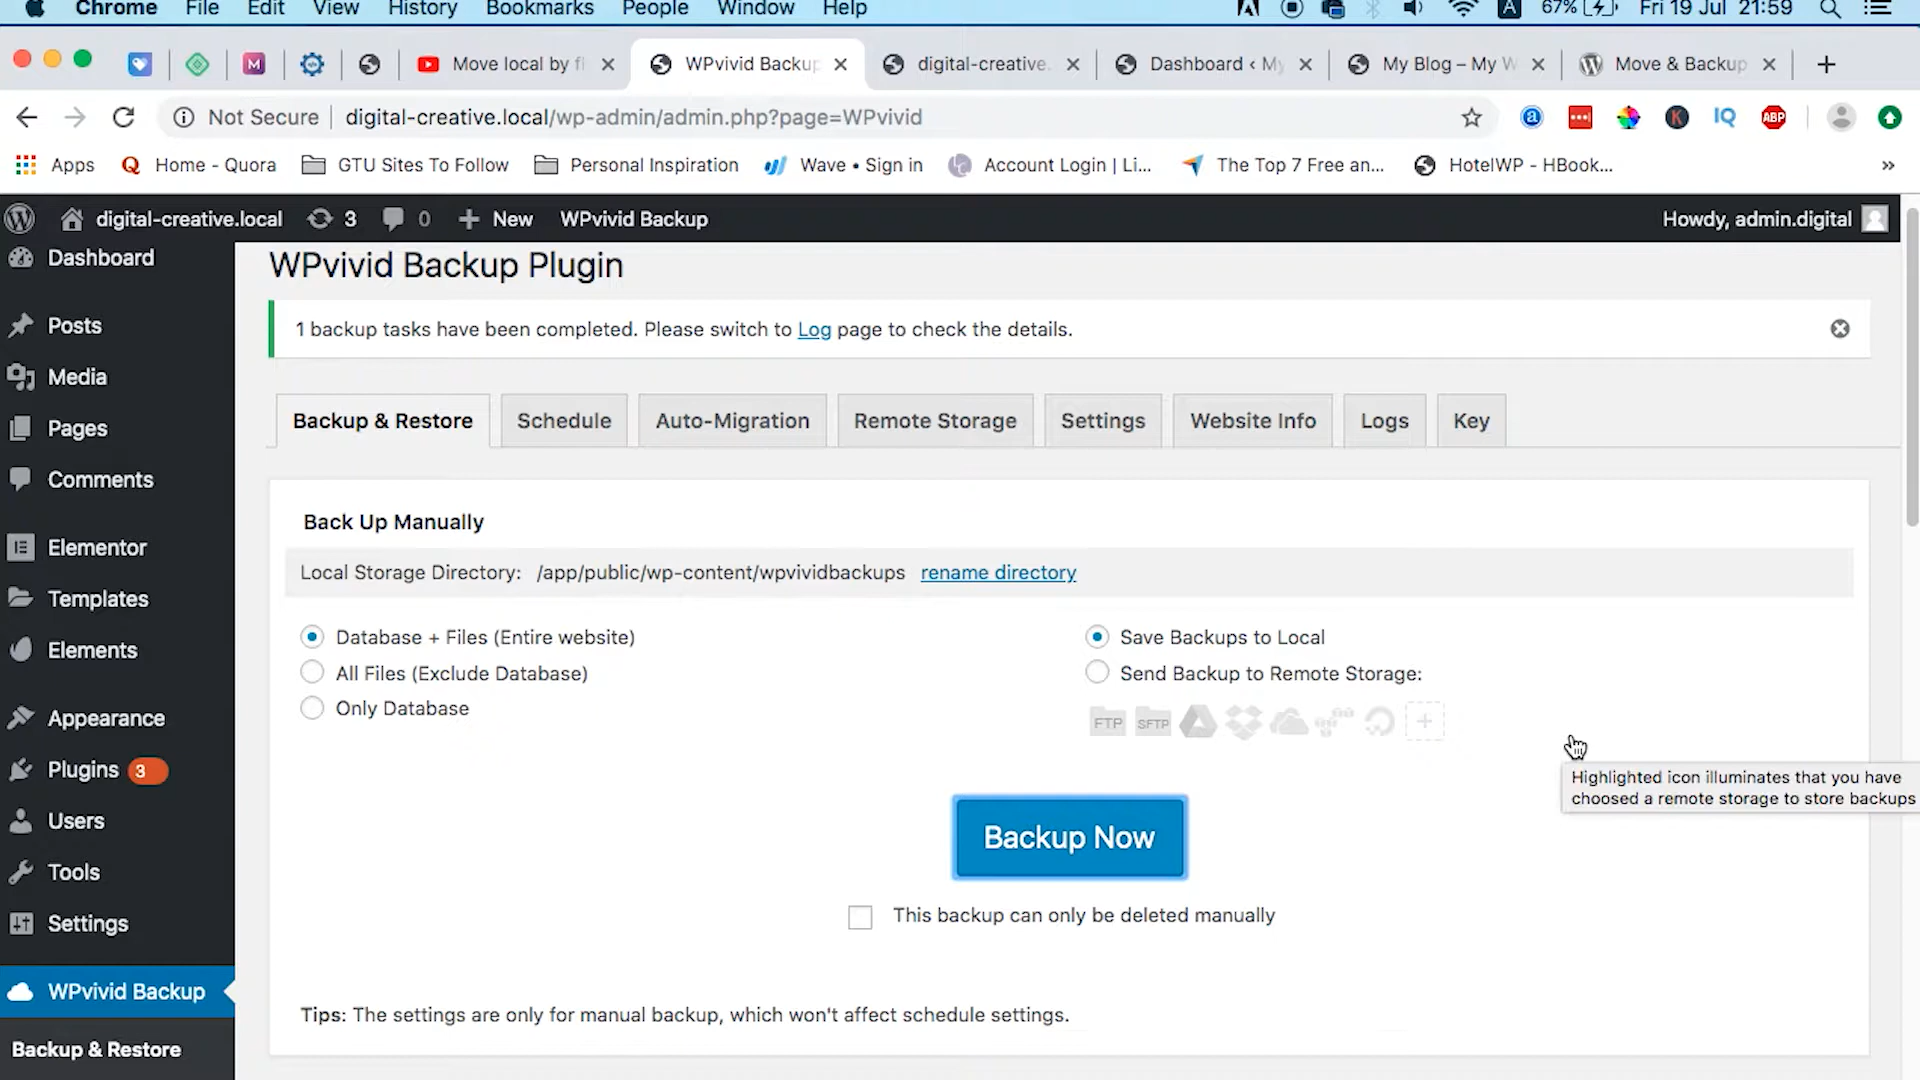 Chrome File Edit View History Bookmarks People Window Help 67% Fri 19 Jul 21:59
Move local by fl WPvivid Backup digital-creative. Dashboard ‹ My My Blog – My W Move & Backup
Not Secure digital-creative.local/wp-admin/admin.php?page=WPvivid
Apps Home - Quora GTU Sites To Follow Personal Inspiration Wave • Sign in Account Login | Li... The Top 7 Free an... HotelWP - HBook... »
digital-creative.local 3 0 New WPvivid Backup Howdy, admin.digital
Dashboard
Posts
Media
Pages
Comments
Elementor
Templates
Elements
Appearance
Plugins 3
Users
Tools
Settings
WPvivid Backup
Backup & Restore
WPvivid Backup Plugin
1 backup tasks have been completed. Please switch to Log page to check the details.
Backup & Restore Schedule Auto-Migration Remote Storage Settings Website Info Logs Key
Back Up Manually
Local Storage Directory: /app/public/wp-content/wpvividbackups rename directory
Database + Files (Entire website)
All Files (Exclude Database)
Only Database
Save Backups to Local
Send Backup to Remote Storage:
FTP SFTP
Highlighted icon illuminates that you have
choosed a remote storage to store backups
Backup Now
This backup can only be deleted manually
Tips: The settings are only for manual backup, which won't affect schedule settings.